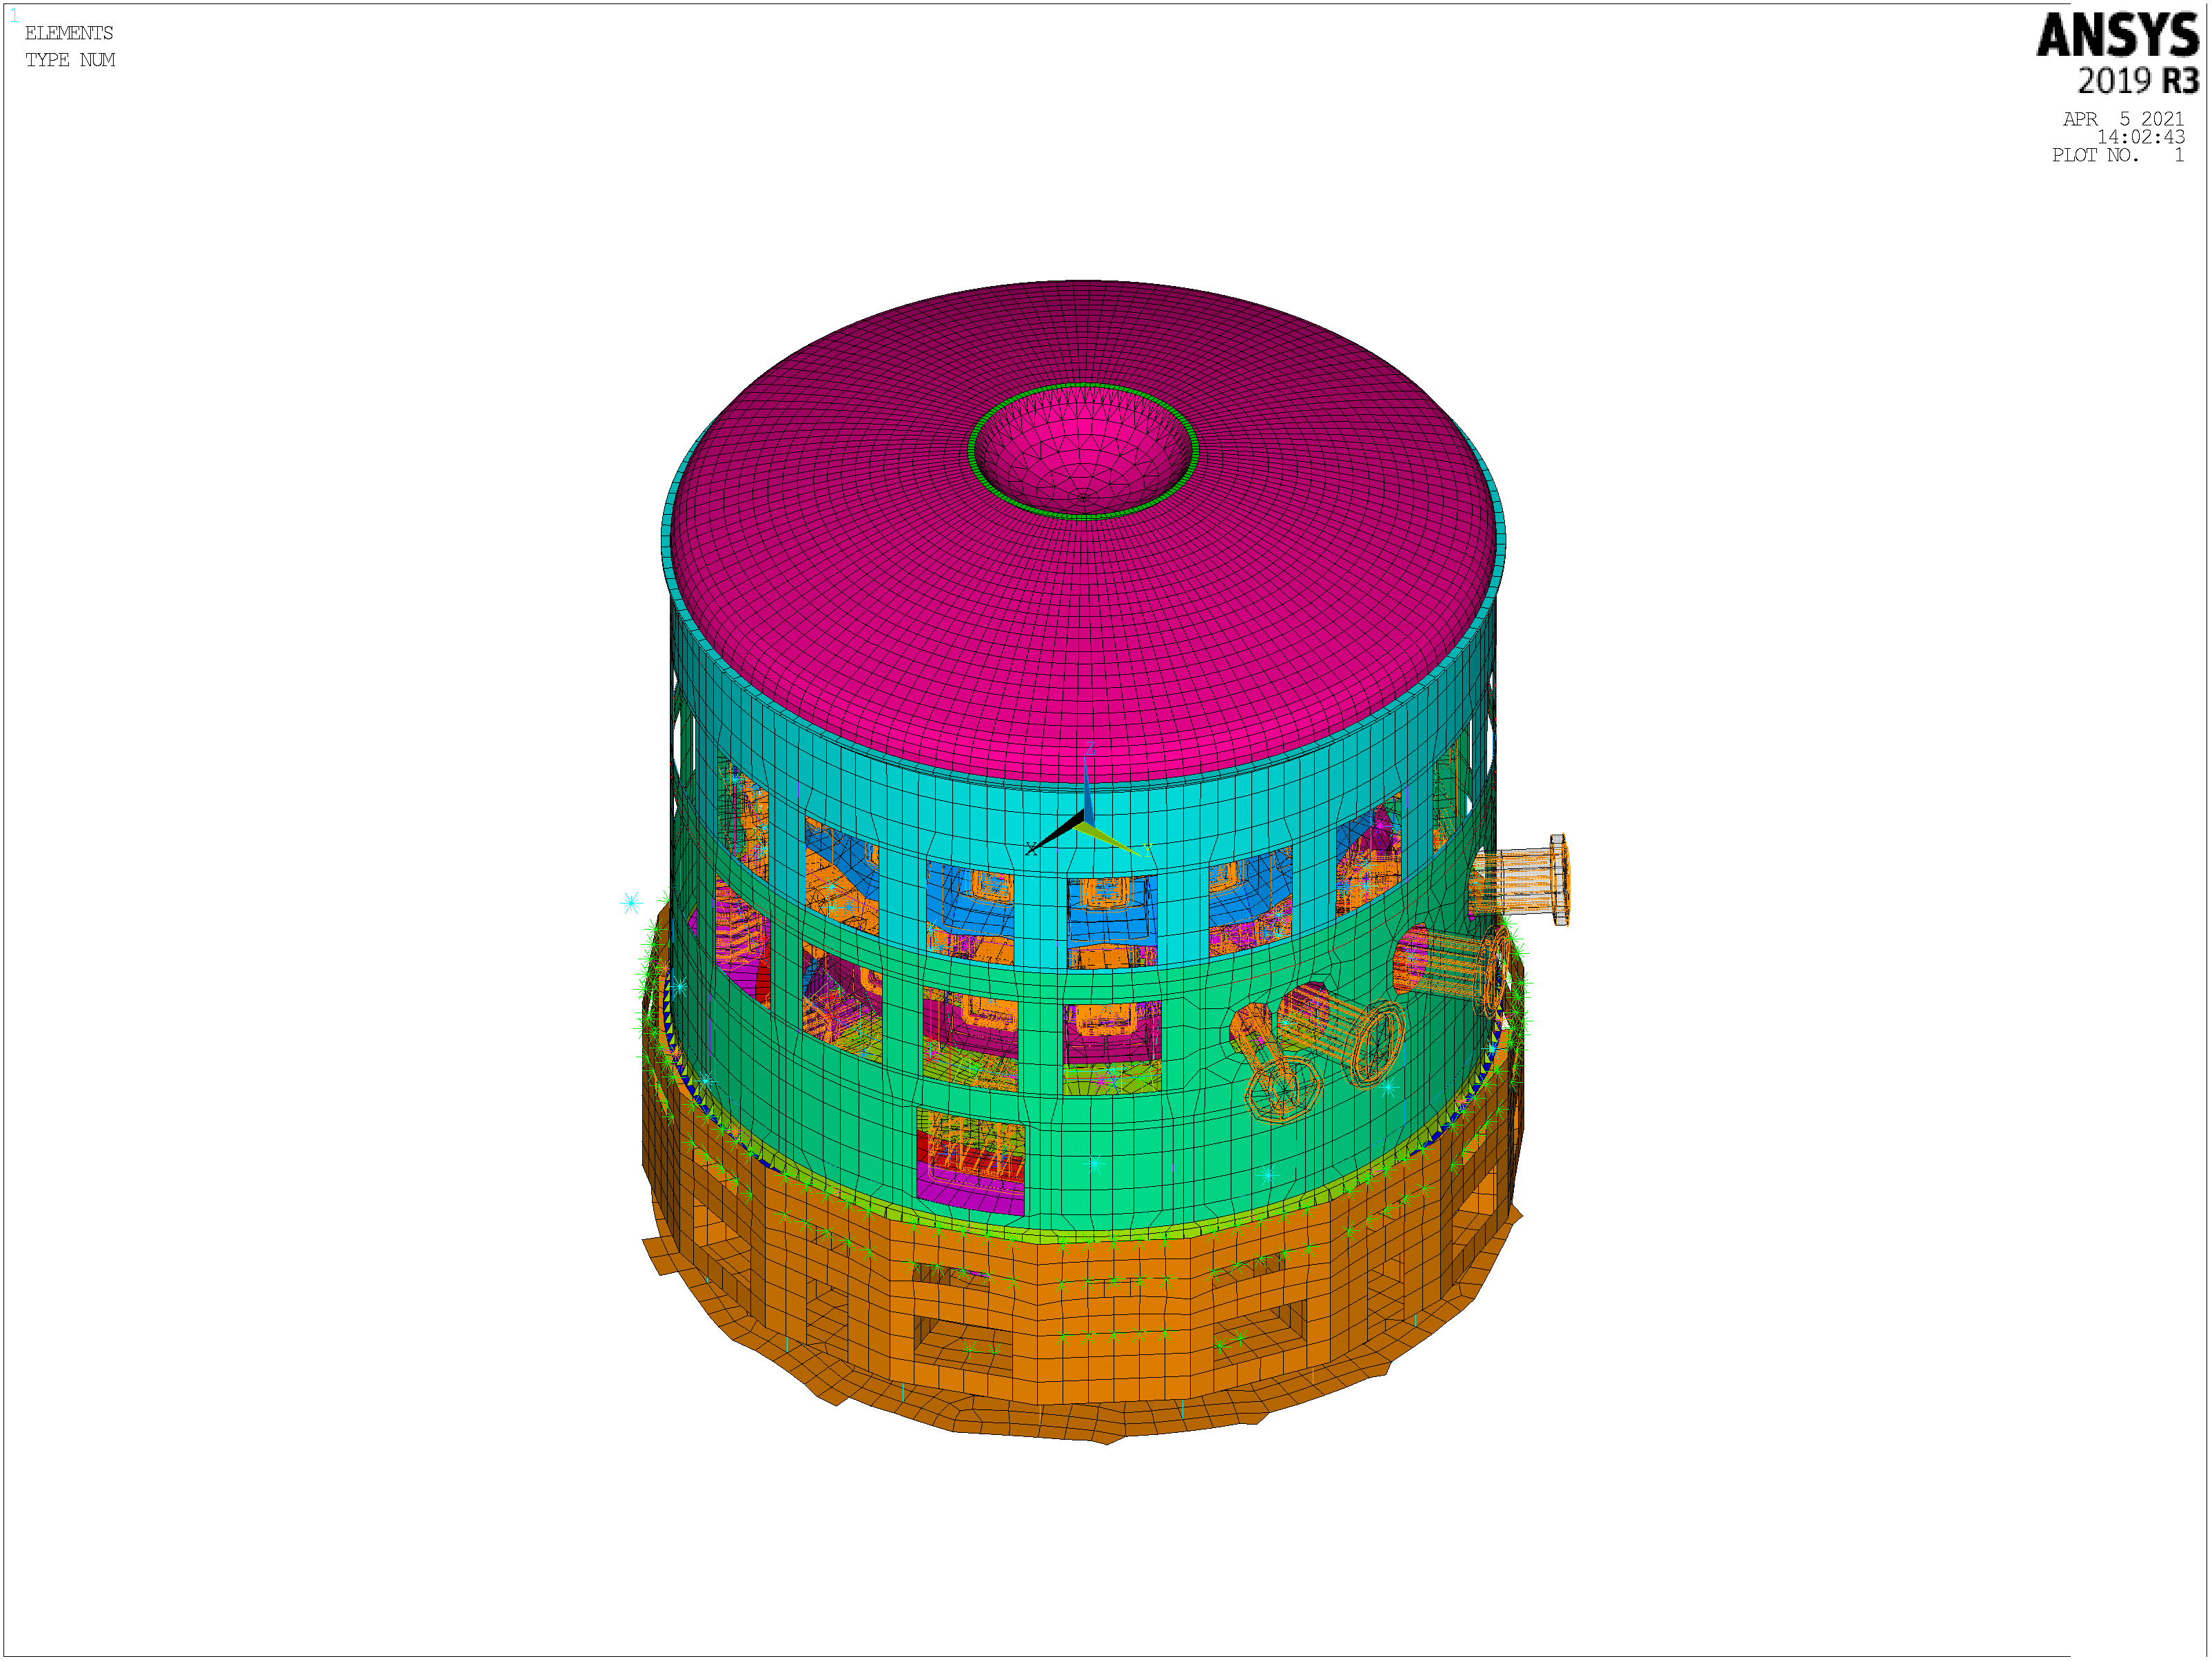 1
ELEMENTS
TYPE NUM
ANSYS
2019 R3
APR 5 2021
14:02:43
PLOT NO. 1
Z
X
Y